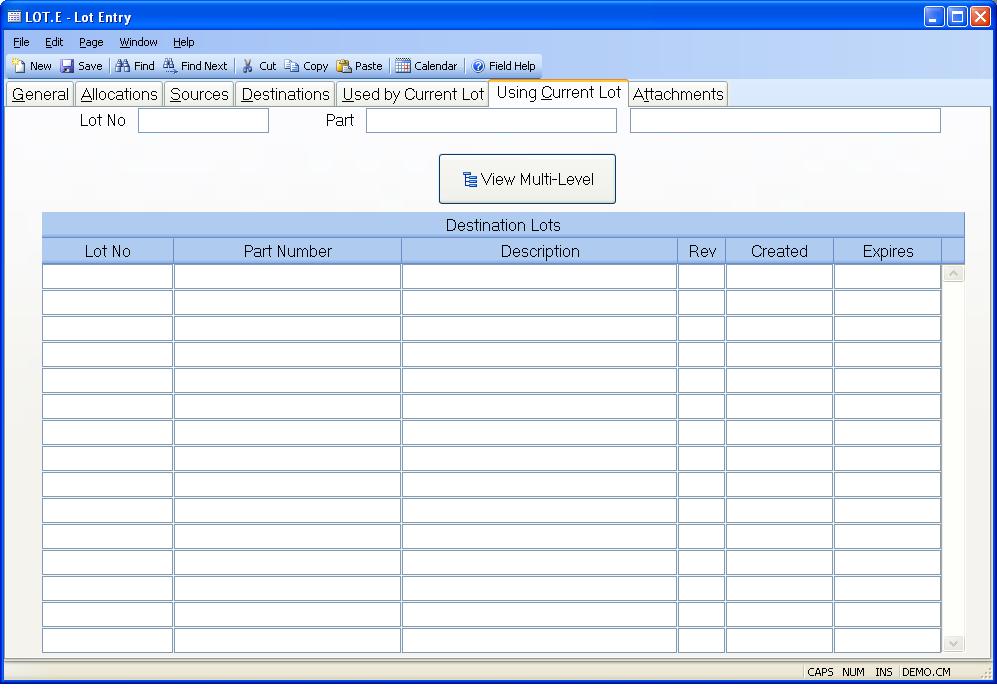 LOT.E - Lot Entry
File Edit Page Window Help
New Save Find Find Next Cut Copy Paste Calendar Field Help
General Allocations Sources Destinations Used by Current Lot Using Current Lot Attachments
Lot No Part
View Multi-Level
Destination Lots
Lot No Part Number Description Rev Created Expires
CAPS NUM INS DEMO.CM